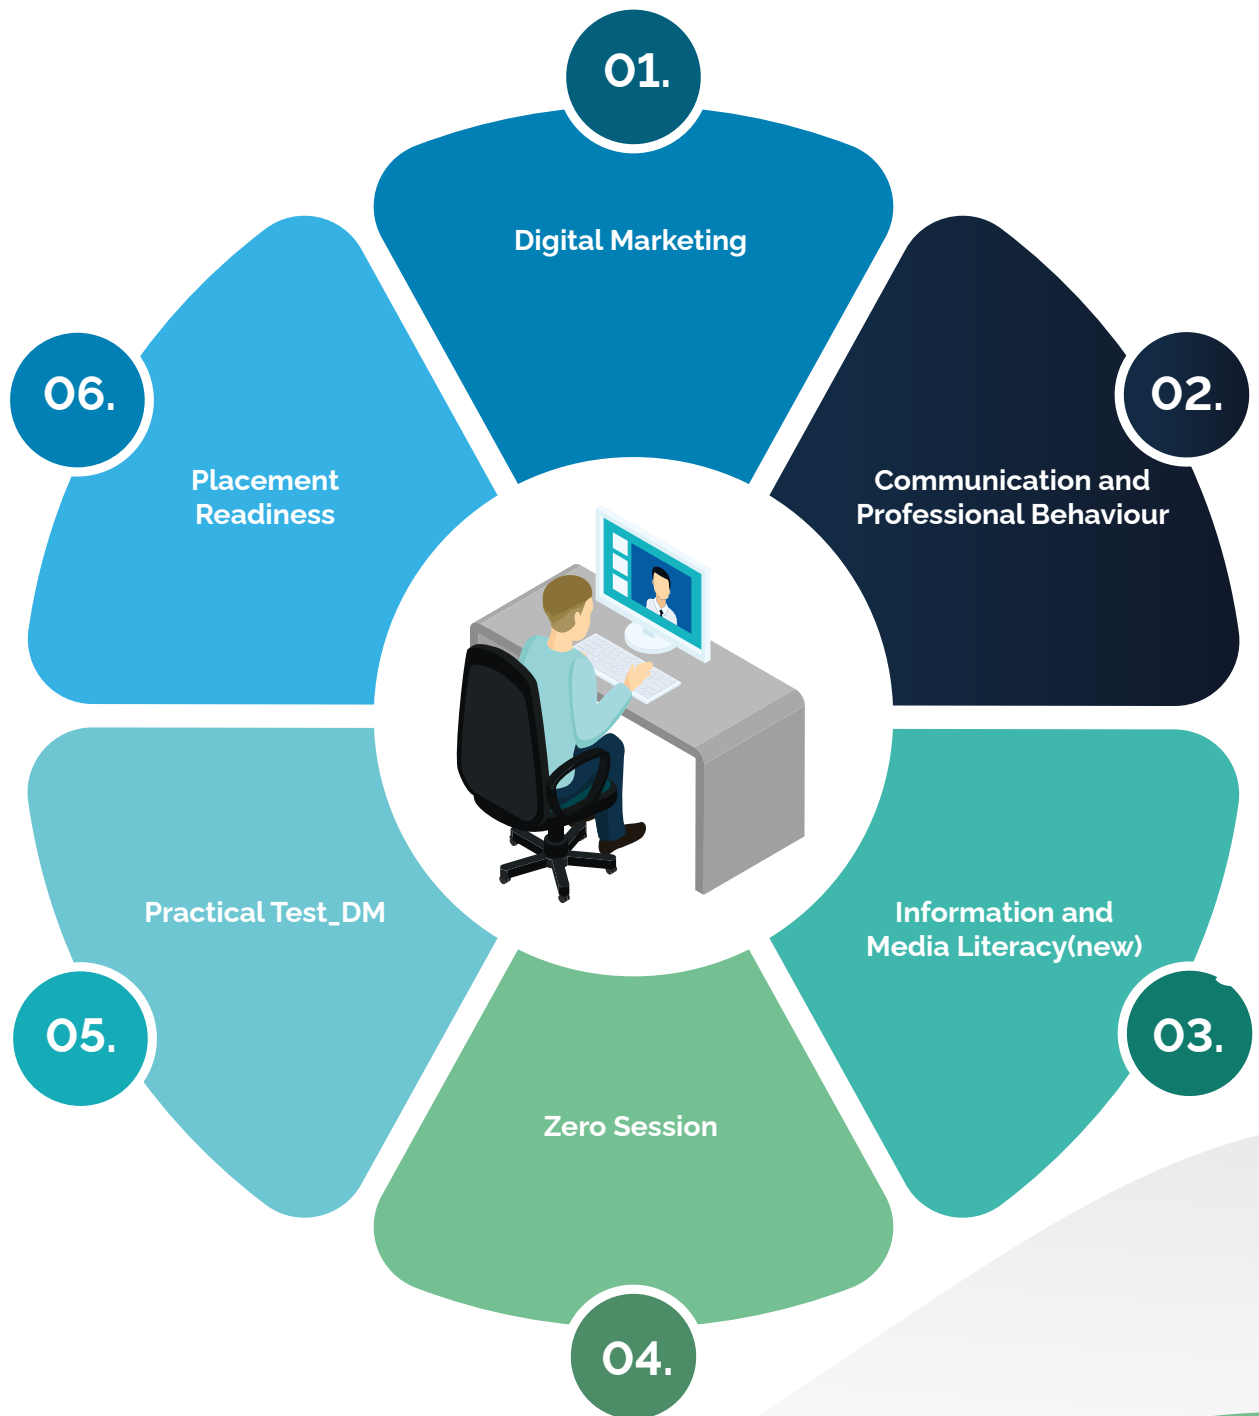 01.
Digital Marketing
02.
Communication and
Professional Behaviour
03.
Information and
Media Literacy(new)
04.
Zero Session
05.
Practical Test_DM
06.
Placement
Readiness